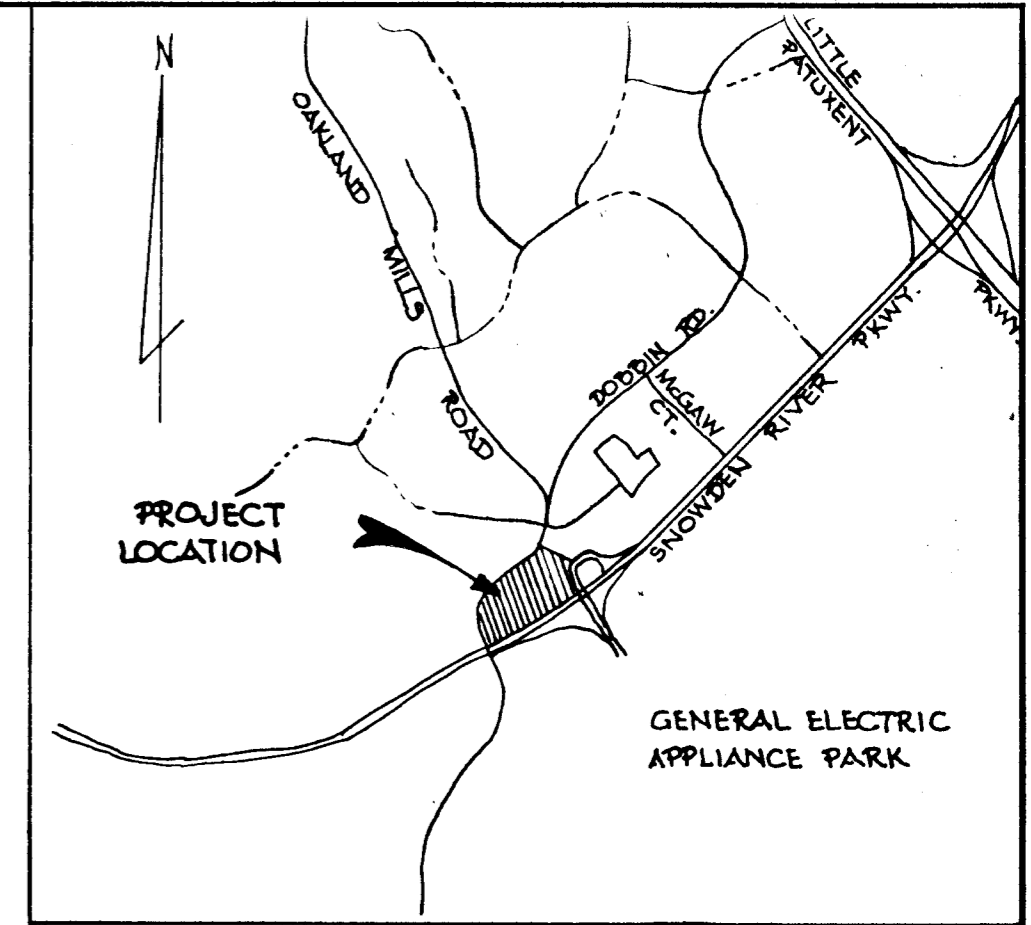 N
LITTLE
PATUXENT
PKWY.
OAKLAND
MILLS
ROAD
DOBBIN RD.
McGAW
CT.
SNOWDEN RIVER PKWY.
PROJECT
LOCATION
GENERAL ELECTRIC
APPLIANCE PARK